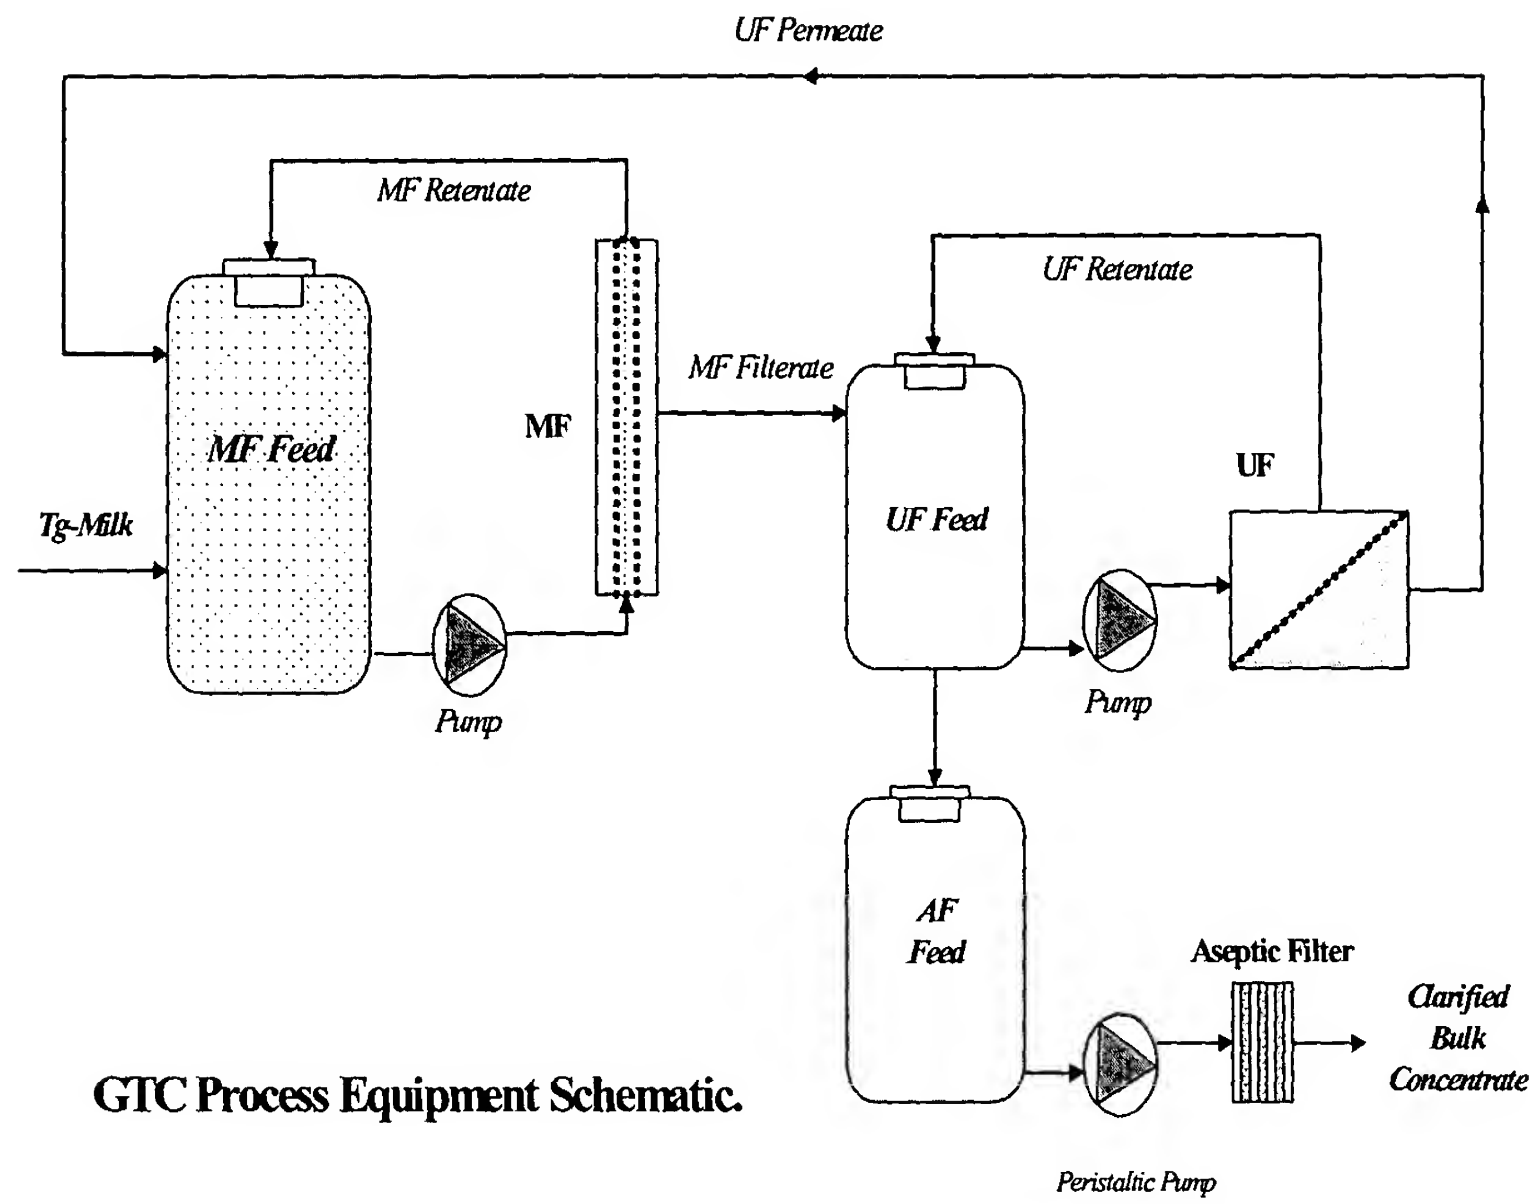 UF Permeate
MF Retentate
UF Retentate
MF Filterate
MF
MF Feed
UF
Tg-Milk
UF Feed
Pump
Pump
AF
Feed
Aseptic Filter
Clarified
Bulk
Concentrate
GTC Process Equipment Schematic.
Peristaltic Pump